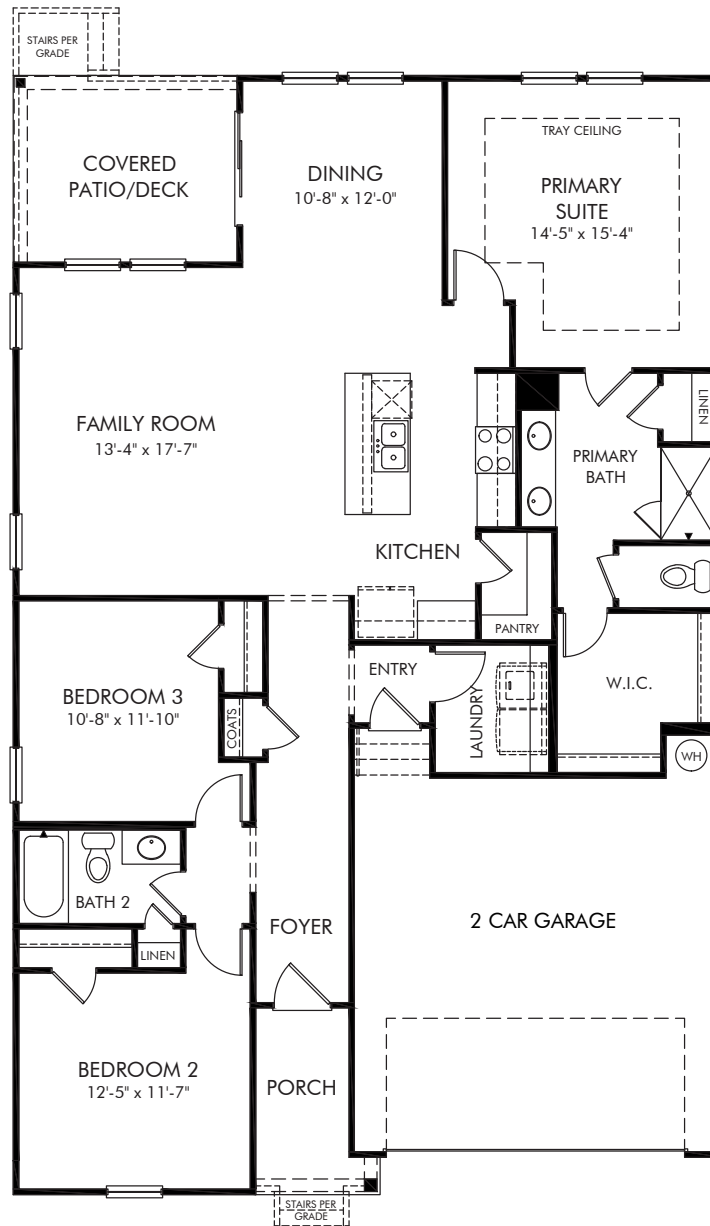 STAIRS PER
GRADE
COVERED
PATIO/DECK
DINING
10'-8" x 12'-0"
TRAY CEILING
PRIMARY
SUITE
14'-5" x 15'-4"
FAMILY ROOM
13'-4" x 17'-7"
LINEN
PRIMARY
BATH
KITCHEN
PANTRY
ENTRY
LAUNDRY
W.I.C.
WH
BEDROOM 3
10'-8" x 11'-10"
COATS
BATH 2
LINEN
FOYER
2 CAR GARAGE
BEDROOM 2
12'-5" x 11'-7"
PORCH
STAIRS PER
GRADE